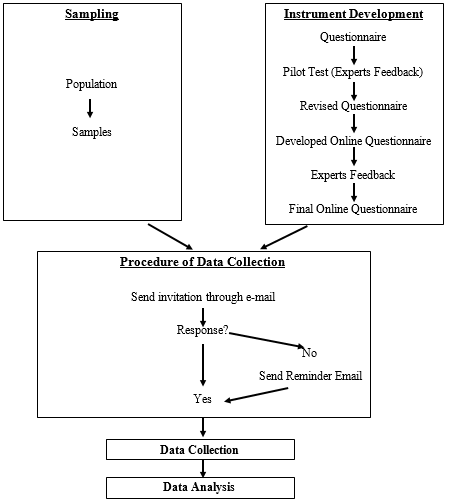 Sampling
Population
Samples
Instrument Development
Questionnaire
Pilot Test (Experts Feedback)
Revised Questionnaire
Developed Online Questionnaire
Experts Feedback
Final Online Questionnaire
Procedure of Data Collection
Send invitation through e-mail
Response?
No
Send Reminder Email
Yes
Data Collection
Data Analysis